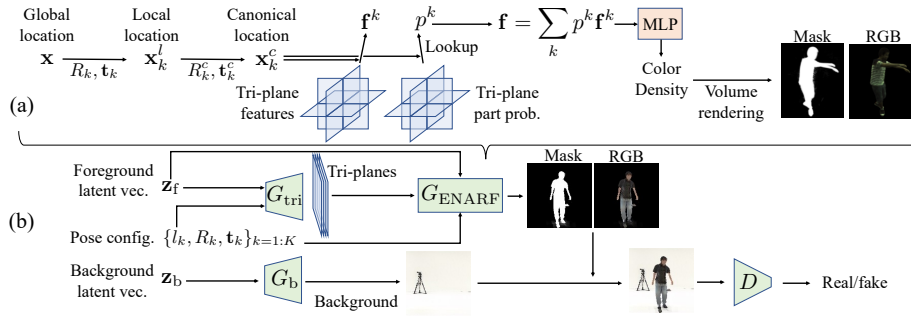 Global location
Local location
Canonical location
x
R_k, t_k
x_k^l
R_k^c, t_k^c
x_k^c
f^k
p^k
f = ∑_k p^k f^k
MLP
Lookup
Tri-plane features
Tri-plane part prob.
Color Density
Volume rendering
Mask
RGB
(a)
Foreground latent vec.
z_f
G_tri
Tri-planes
G_ENARF
Mask
RGB
(b)
Pose config. {l_k, R_k, t_k}_{k=1:K}
Background latent vec.
z_b
G_b
Background
D
Real/fake